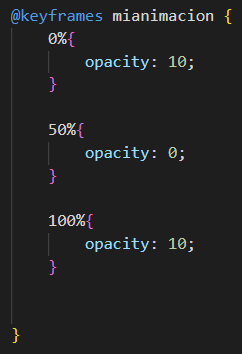 @keyframes mianimacion {
    0%{
        opacity: 10;
    }

    50%{
        opacity: 0;
    }

    100%{
        opacity: 10;
    }


}